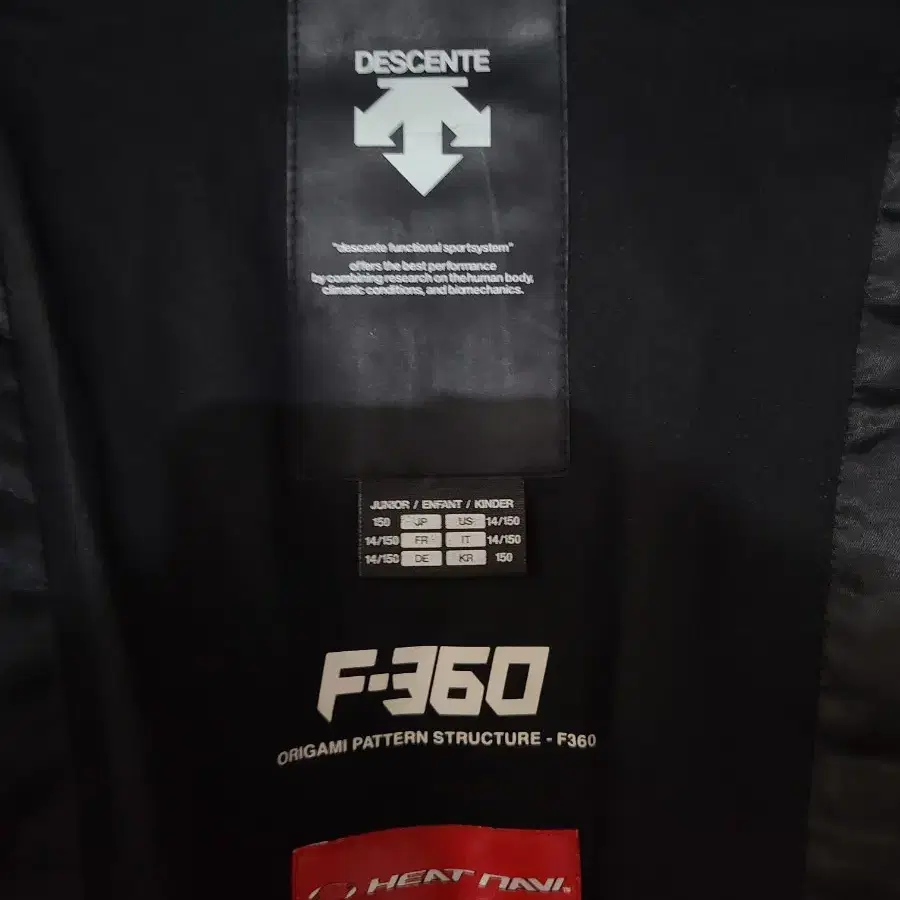 DESCENTE
"descente functional sportsystem"
offers the best performance
by combining research on the human body,
climatic conditions, and biomechanics.
JUNIOR / ENFANT / KINDER
150 JP US 14/150
14/150 FR IT 14/150
14/150 DE KR 150
F-360
ORIGAMI PATTERN STRUCTURE - F360
HEAT NAVI